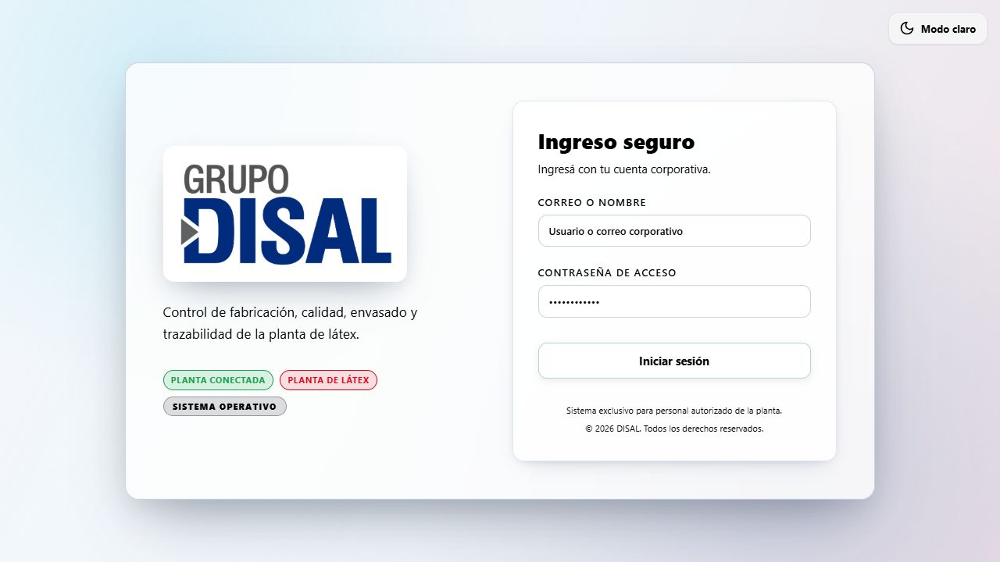 Modo claro
GRUPO
DISAL
Control de fabricación, calidad, envasado y
trazabilidad de la planta de látex.
PLANTA CONECTADA
PLANTA DE LÁTEX
SISTEMA OPERATIVO
Ingreso seguro
Ingresá con tu cuenta corporativa.
CORREO O NOMBRE
Usuario o correo corporativo
CONTRASEÑA DE ACCESO
••••••••••••
Iniciar sesión
Sistema exclusivo para personal autorizado de la planta.
© 2026 DISAL. Todos los derechos reservados.